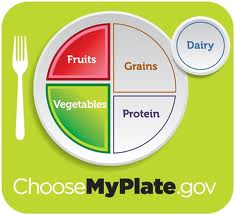 Dairy
Fruits
Grains
Vegetables
Protein
ChooseMyPlate.gov